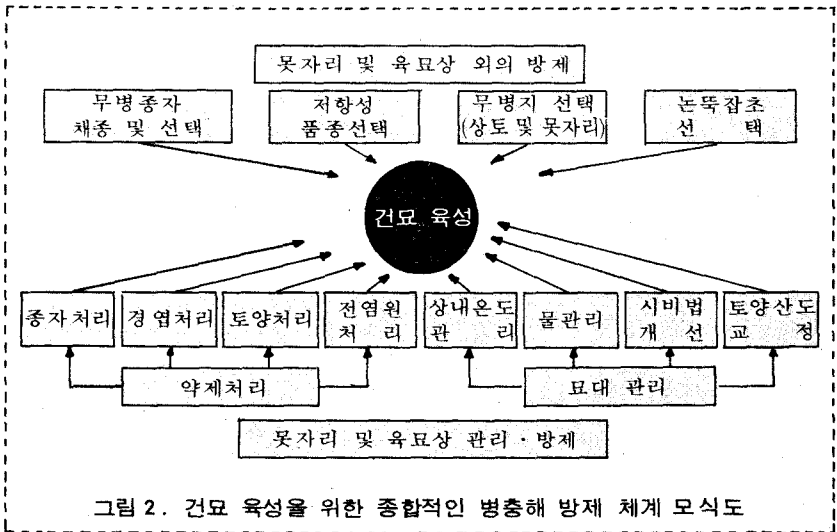 못자리 및 육묘상 외의 방제
무병종자
채종 및 선택
저항성
품종선택
무병지 선택
(상토 및 못자리)
논뚝잡초
선 택
건묘 육성
종자처리
경엽처리
토양처리
전염원
처 리
상내온도
관 리
물관리
시비법
개 선
토양산도
교 정
약제처리
묘대 관리
못자리 및 육묘상 관리·방제
그림 2. 건묘 육성을 위한 종합적인 병충해 방제 체계 모식도